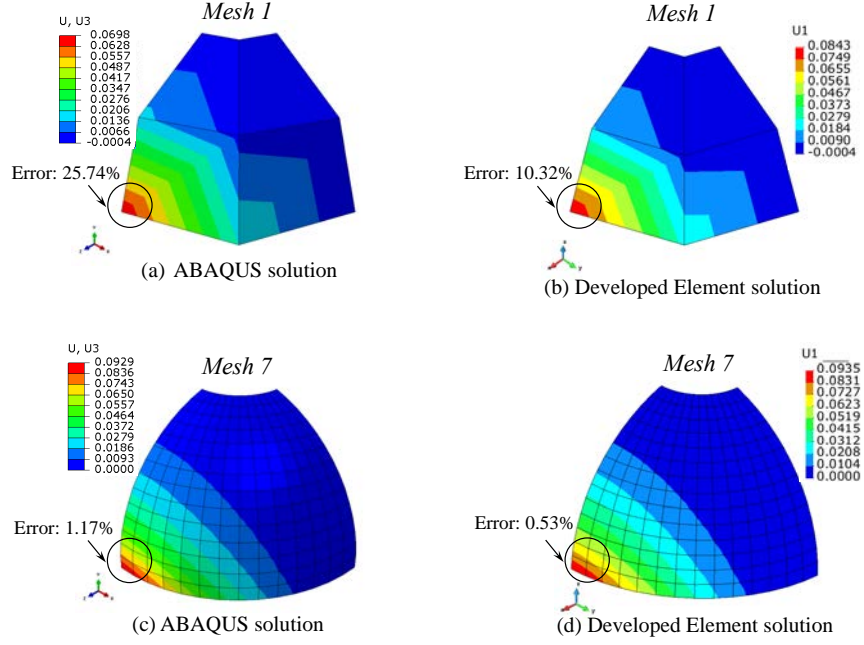 Mesh 1
U, U3
0.0698
0.0628
0.0557
0.0487
0.0417
0.0347
0.0276
0.0206
0.0136
0.0066
-0.0004
Error: 25.74%
(a) ABAQUS solution
Mesh 1
U1
0.0843
0.0749
0.0655
0.0561
0.0467
0.0373
0.0279
0.0184
0.0090
-0.0004
Error: 10.32%
(b) Developed Element solution
Mesh 7
U, U3
0.0929
0.0836
0.0743
0.0650
0.0557
0.0464
0.0372
0.0279
0.0186
0.0093
0.0000
Error: 1.17%
(c) ABAQUS solution
Mesh 7
U1
0.0935
0.0831
0.0727
0.0623
0.0519
0.0415
0.0312
0.0208
0.0104
0.0000
Error: 0.53%
(d) Developed Element solution